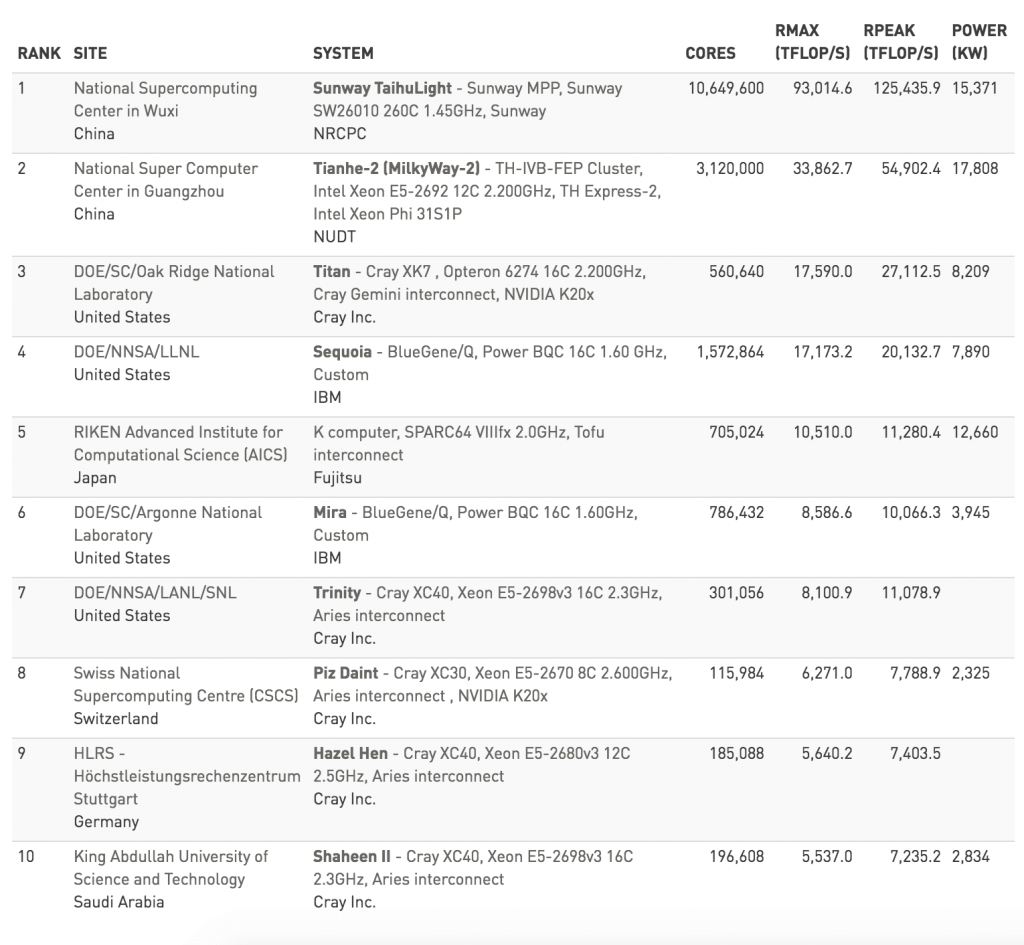 RANK SITE SYSTEM CORES RMAX (TFLOP/S) RPEAK (TFLOP/S) POWER (KW)
1 National Supercomputing Sunway TaihuLight - Sunway MPP, Sunway 10,649,600 93,014.6 125,435.9 15,371
Center in Wuxi SW26010 260C 1.45GHz, Sunway
China NRCPC
2 National Super Computer Tianhe-2 (MilkyWay-2) - TH-IVB-FEP Cluster, 3,120,000 33,862.7 54,902.4 17,808
Center in Guangzhou Intel Xeon E5-2692 12C 2.200GHz, TH Express-2,
China Intel Xeon Phi 31S1P
NUDT
3 DOE/SC/Oak Ridge National Titan - Cray XK7 , Opteron 6274 16C 2.200GHz, 560,640 17,590.0 27,112.5 8,209
Laboratory Cray Gemini interconnect, NVIDIA K20x
United States Cray Inc.
4 DOE/NNSA/LLNL Sequoia - BlueGene/Q, Power BQC 16C 1.60 GHz, 1,572,864 17,173.2 20,132.7 7,890
United States Custom
IBM
5 RIKEN Advanced Institute for K computer, SPARC64 VIIIfx 2.0GHz, Tofu 705,024 10,510.0 11,280.4 12,660
Computational Science (AICS) interconnect
Japan Fujitsu
6 DOE/SC/Argonne National Mira - BlueGene/Q, Power BQC 16C 1.60GHz, 786,432 8,586.6 10,066.3 3,945
Laboratory Custom
United States IBM
7 DOE/NNSA/LANL/SNL Trinity - Cray XC40, Xeon E5-2698v3 16C 2.3GHz, 301,056 8,100.9 11,078.9
United States Aries interconnect
Cray Inc.
8 Swiss National Piz Daint - Cray XC30, Xeon E5-2670 8C 2.600GHz, 115,984 6,271.0 7,788.9 2,325
Supercomputing Centre (CSCS) Aries interconnect , NVIDIA K20x
Switzerland Cray Inc.
9 HLRS - Hazel Hen - Cray XC40, Xeon E5-2680v3 12C 185,088 5,640.2 7,403.5
Höchstleistungsrechenzentrum 2.5GHz, Aries interconnect
Stuttgart Cray Inc.
Germany
10 King Abdullah University of Shaheen II - Cray XC40, Xeon E5-2698v3 16C 196,608 5,537.0 7,235.2 2,834
Science and Technology 2.3GHz, Aries interconnect
Saudi Arabia Cray Inc.